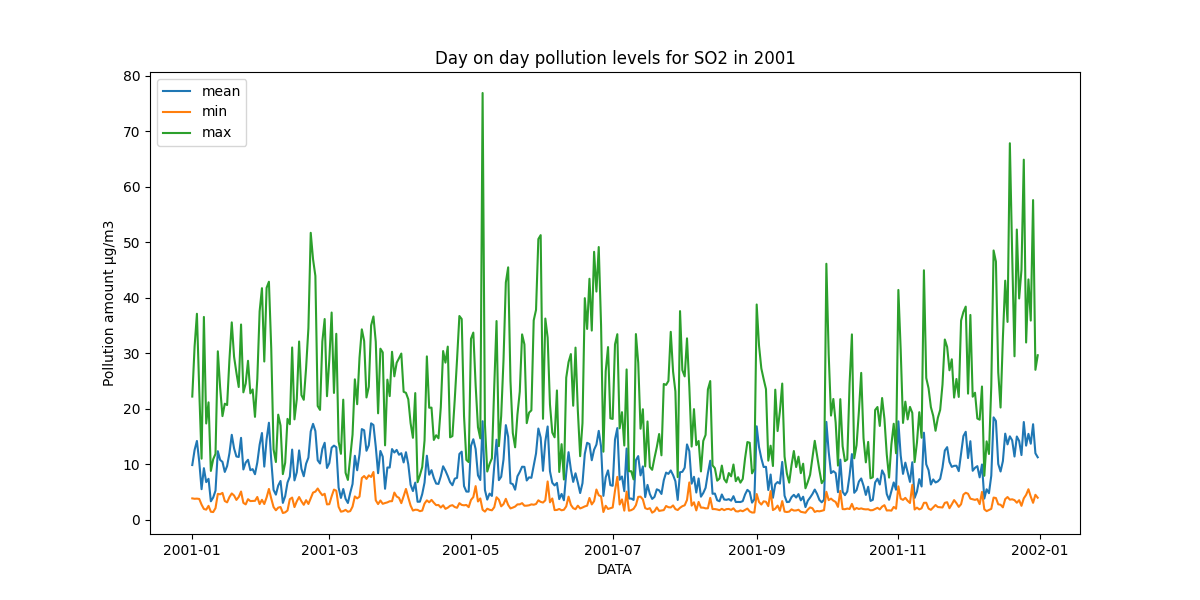 Day on day pollution levels for SO2 in 2001
80
70
60
50
40
30
20
10
0
Pollution amount µg/m3
mean
min
max
2001-01
2001-03
2001-05
2001-07
2001-09
2001-11
2002-01
DATA